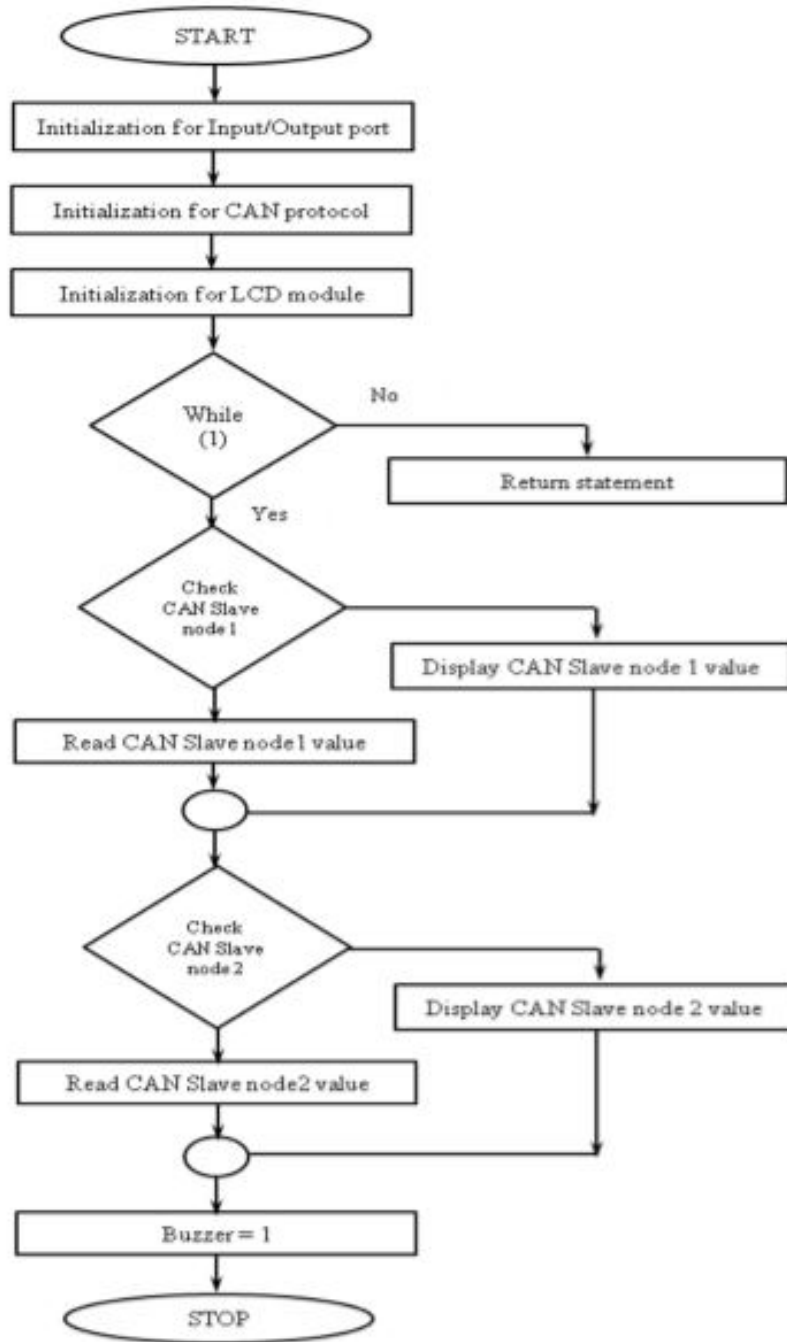 START
Initialization for Input/Output port
Initialization for CAN protocol
Initialization for LCD module
While
(1)
No
Return statement
Yes
Check
CAN Slave
node 1
Display CAN Slave node 1 value
Read CAN Slave node1 value
Check
CAN Slave
node 2
Display CAN Slave node 2 value
Read CAN Slave node2 value
Buzzer = 1
STOP